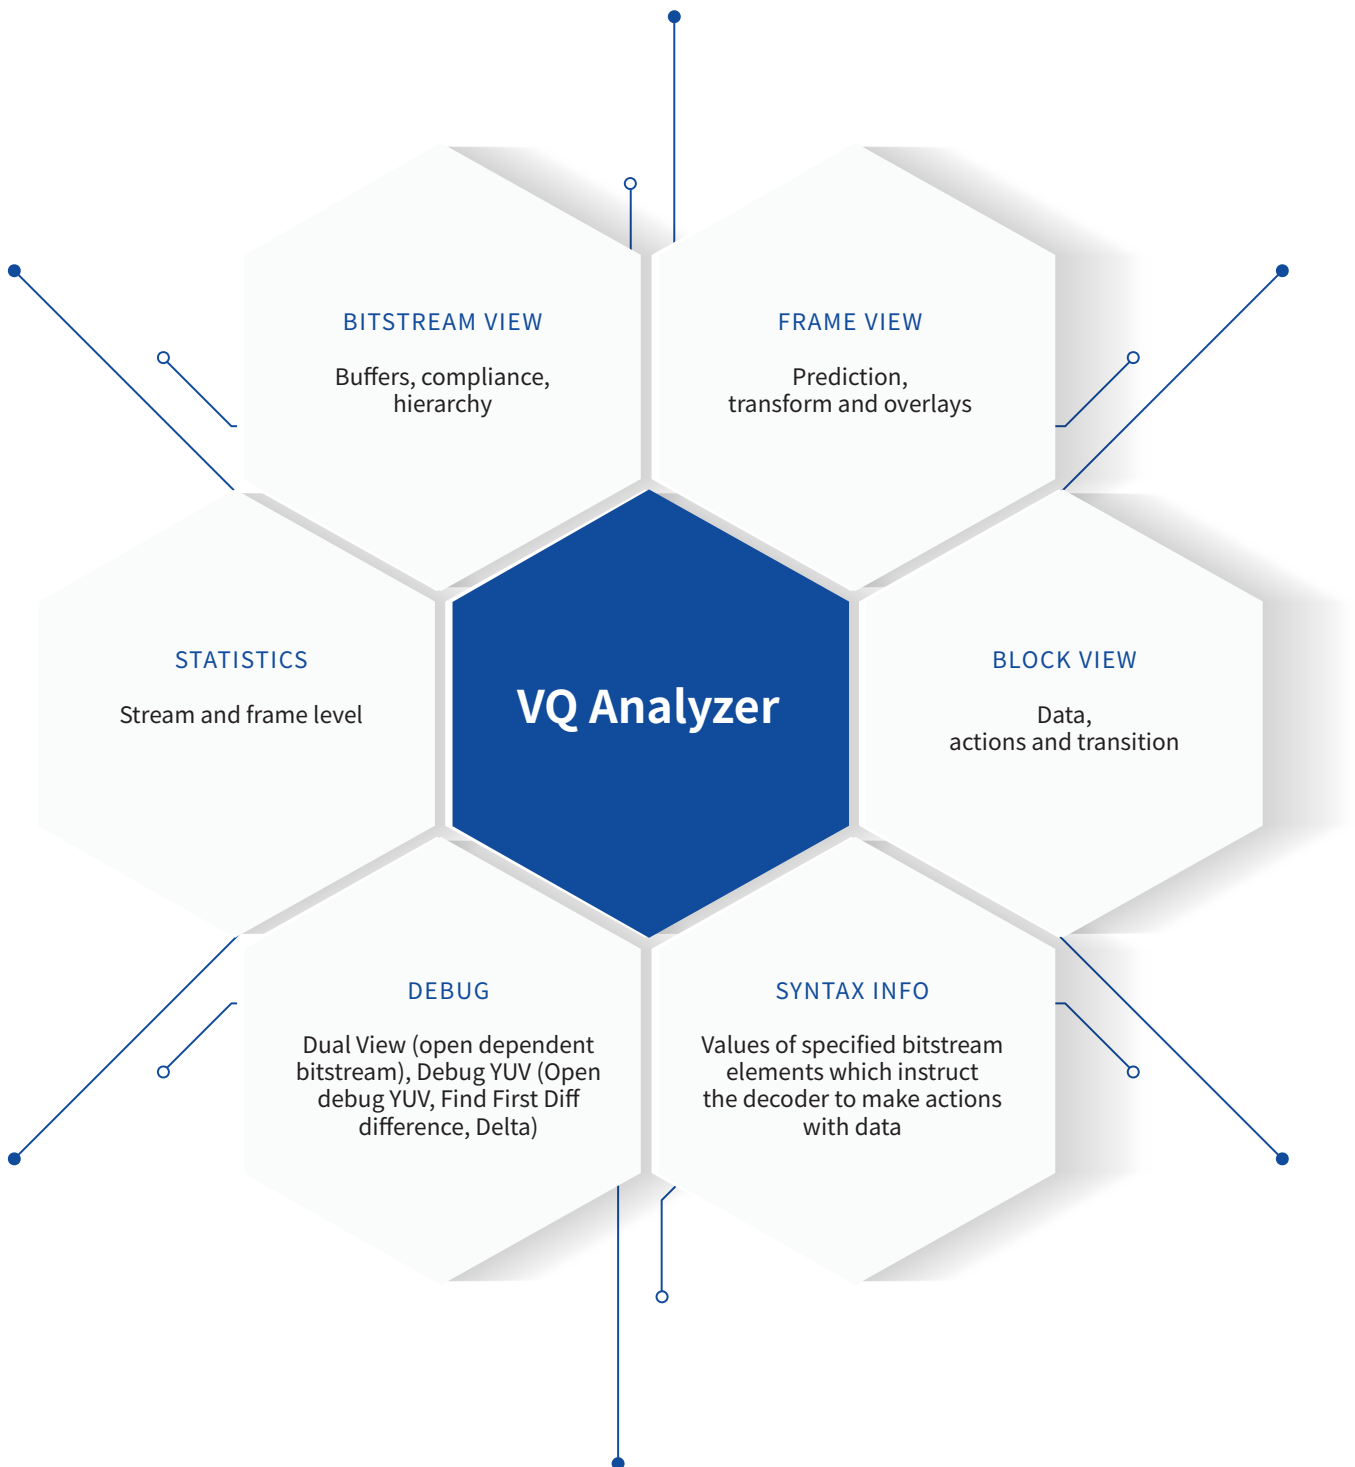 BITSTREAM VIEW
Buffers, compliance,
hierarchy
FRAME VIEW
Prediction,
transform and overlays
STATISTICS
Stream and frame level
VQ Analyzer
BLOCK VIEW
Data,
actions and transition
DEBUG
Dual View (open dependent
bitstream), Debug YUV (Open
debug YUV, Find First Diff
difference, Delta)
SYNTAX INFO
Values of specified bitstream
elements which instruct
the decoder to make actions
with data